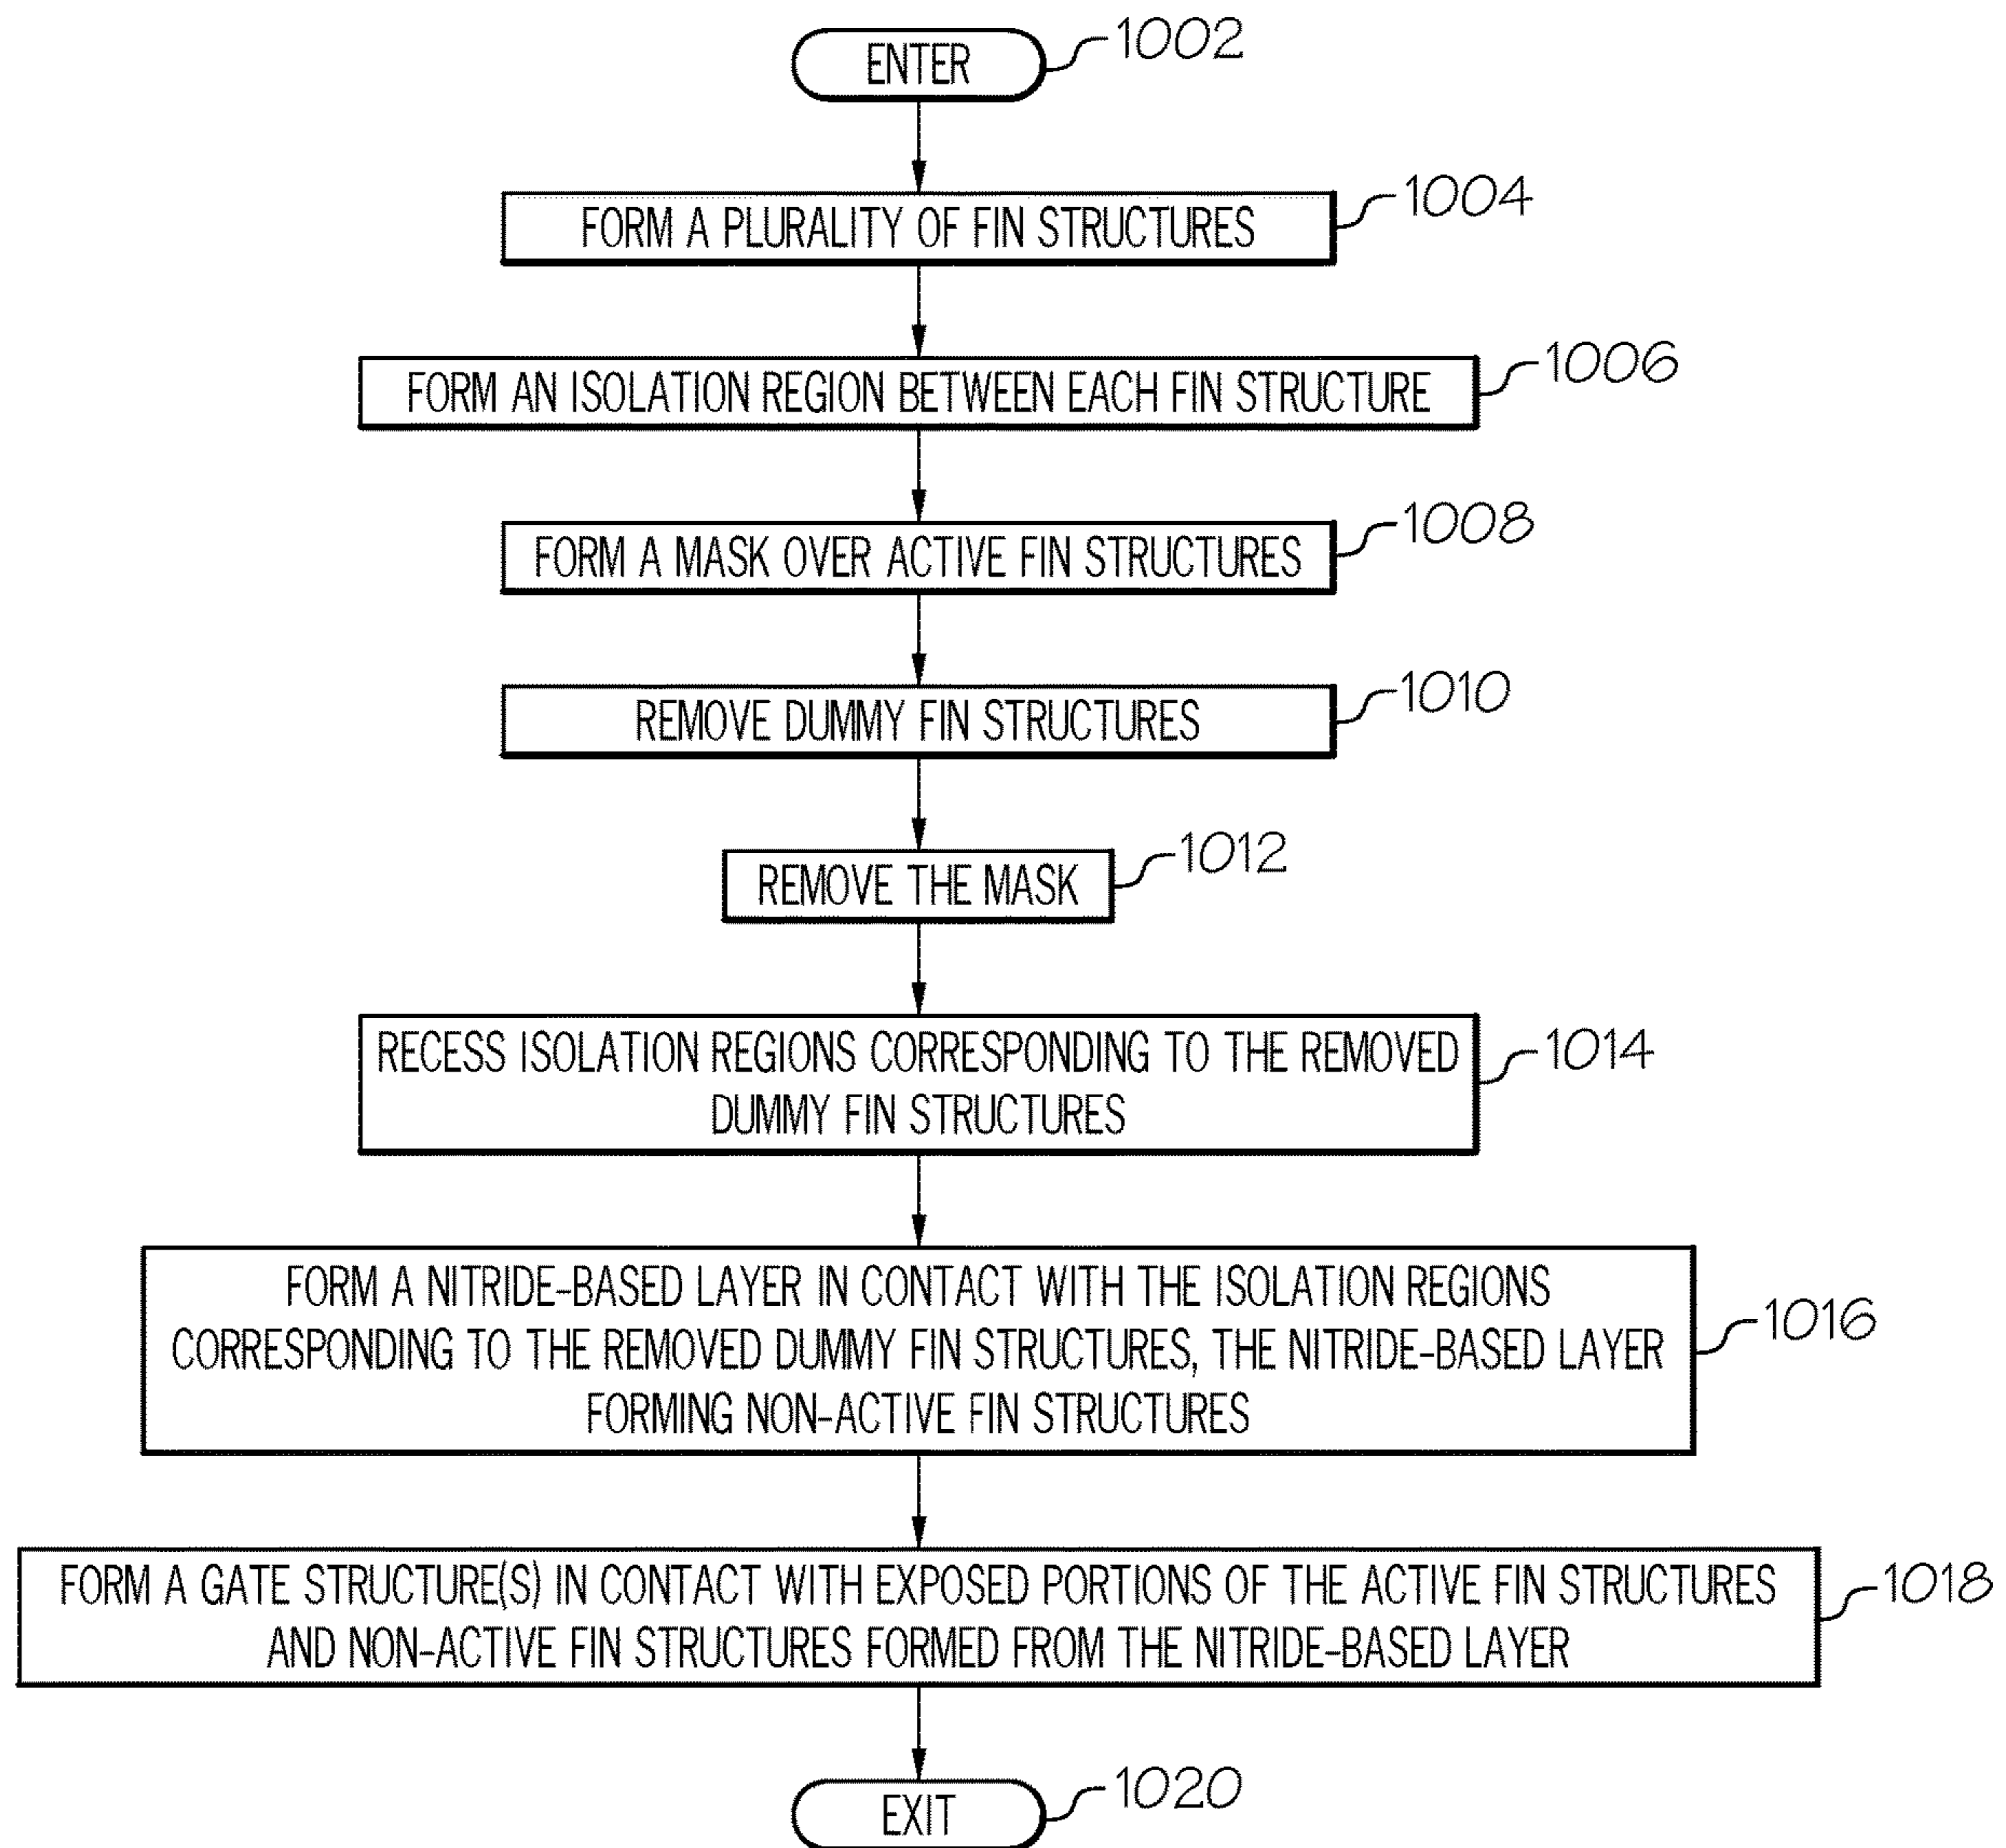 ENTER
1002
FORM A PLURALITY OF FIN STRUCTURES
1004
FORM AN ISOLATION REGION BETWEEN EACH FIN STRUCTURE
1006
FORM A MASK OVER ACTIVE FIN STRUCTURES
1008
REMOVE DUMMY FIN STRUCTURES
1010
REMOVE THE MASK
1012
RECESS ISOLATION REGIONS CORRESPONDING TO THE REMOVED
DUMMY FIN STRUCTURES
1014
FORM A NITRIDE-BASED LAYER IN CONTACT WITH THE ISOLATION REGIONS
CORRESPONDING TO THE REMOVED DUMMY FIN STRUCTURES, THE NITRIDE-BASED LAYER
FORMING NON-ACTIVE FIN STRUCTURES
1016
FORM A GATE STRUCTURE(S) IN CONTACT WITH EXPOSED PORTIONS OF THE ACTIVE FIN STRUCTURES
AND NON-ACTIVE FIN STRUCTURES FORMED FROM THE NITRIDE-BASED LAYER
1018
EXIT
1020